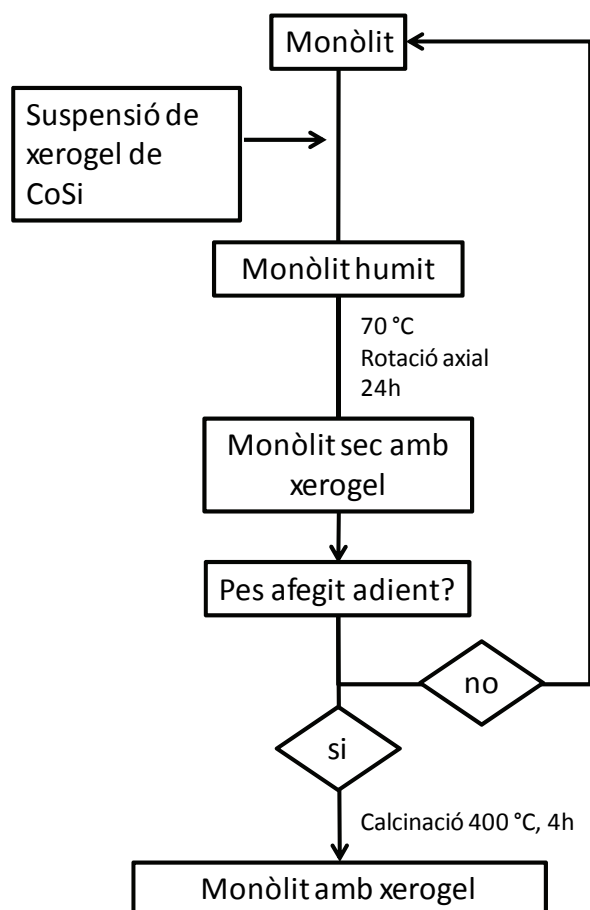 Monòlit
Suspensió de
xerogel de
CoSi
Monòlit humit
70 °C
Rotació axial
24h
Monòlit sec amb
xerogel
Pes afegit adient?
no
si
Calcinació 400 °C, 4h
Monòlit amb xerogel